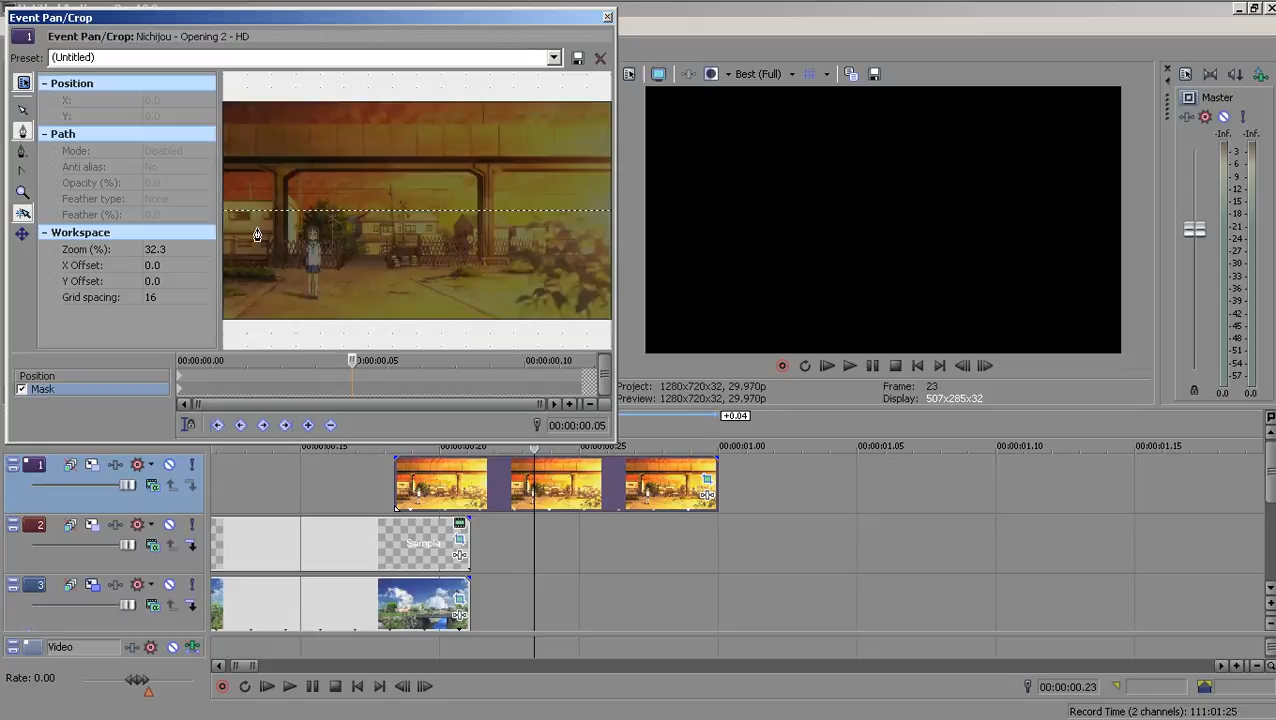 Event Pan/Crop
Event Pan/Crop: Nichijou - Opening 2 - HD
Preset: (Untitled)
Position
X: 0.0
Y: 0.0
Path
Mode: Disabled
Anti alias: No
Opacity (%): 0.0
Feather type: None
Feather (%): 0.0
Workspace
Zoom (%): 32.3
X Offset: 0.0
Y Offset: 0.0
Grid spacing: 16
00:00:00.00
00:00:00.05
00:00:00.10
Position
Mask
00:00:00.05
Best (Full)
Project: 1280x720x32, 29.970p
Frame: 23
Preview: 1280x720x32, 29.970p
Display: 507x285x32
Master
-Inf. -Inf.
- 3 -
- 6 -
- 9 -
-12-
-15-
-18-
-21-
-24-
-27-
-30-
-33-
-36-
-39-
-42-
-45-
-48-
-51-
-54-
-57-
0.0 0.0
+0.04
00:00:00.15
00:00:00.20
00:00:00.25
00:00:01.00
00:00:01.05
00:00:01.10
00:00:01.15
1
2
3
Sample
Video
Rate: 0.00
00:00:00.23
Record Time (2 channels): 111:01:25